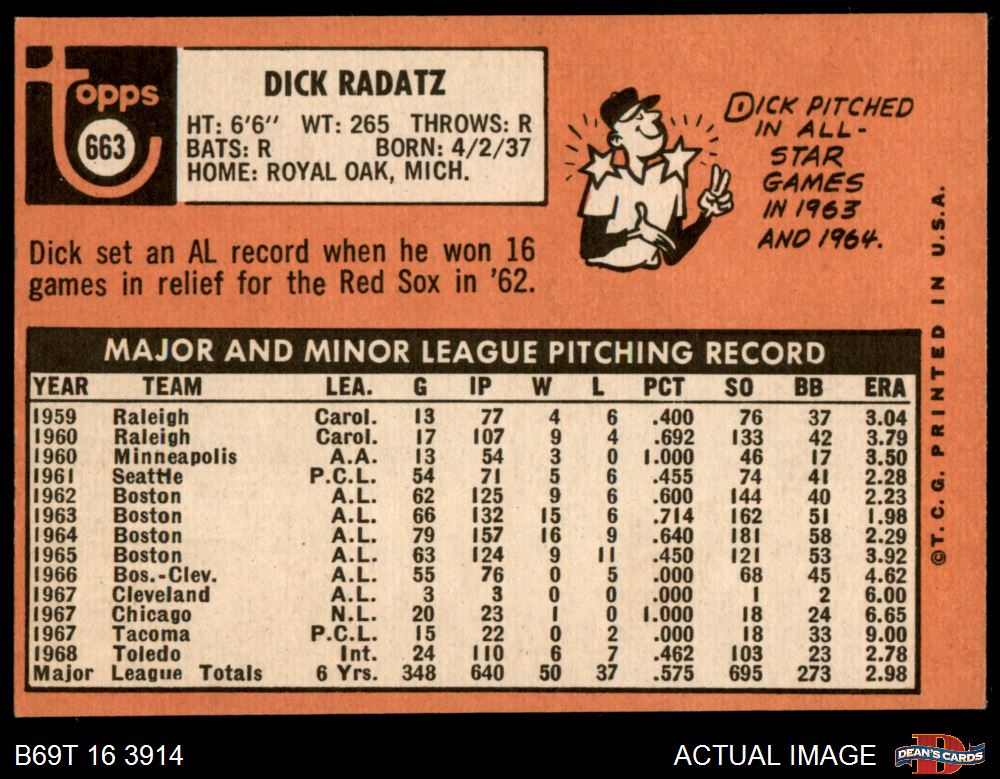 Topps
663
DICK RADATZ
HT: 6'6" WT: 265 THROWS: R
BATS: R BORN: 4/2/37
HOME: ROYAL OAK, MICH.
DICK PITCHED
IN ALL-
STAR
GAMES
IN 1963
AND 1964.
Dick set an AL record when he won 16
games in relief for the Red Sox in '62.
MAJOR AND MINOR LEAGUE PITCHING RECORD
YEAR TEAM LEA. G IP W L PCT SO BB ERA
1959 Raleigh Carol. 13 77 4 6 .400 76 37 3.04
1960 Raleigh Carol. 17 107 9 4 .692 133 42 3.79
1960 Minneapolis A.A. 13 54 3 0 1.000 46 17 3.50
1961 Seattle P.C.L. 54 71 5 6 .455 74 41 2.28
1962 Boston A.L. 62 125 9 6 .600 144 40 2.23
1963 Boston A.L. 66 132 15 6 .714 162 51 1.98
1964 Boston A.L. 79 157 16 9 .640 181 58 2.29
1965 Boston A.L. 63 124 9 11 .450 121 53 3.92
1966 Bos.-Clev. A.L. 55 76 0 5 .000 68 45 4.62
1967 Cleveland A.L. 3 3 0 0 .000 1 2 6.00
1967 Chicago N.L. 20 23 1 0 1.000 18 24 6.65
1967 Tacoma P.C.L. 15 22 0 2 .000 18 33 9.00
1968 Toledo Int. 24 110 6 7 .462 103 23 2.78
Major League Totals 6 Yrs. 348 640 50 37 .575 695 273 2.98
©T.C.G. PRINTED IN U.S.A.
B69T 16 3914
ACTUAL IMAGE
D
DEAN'S CARDS